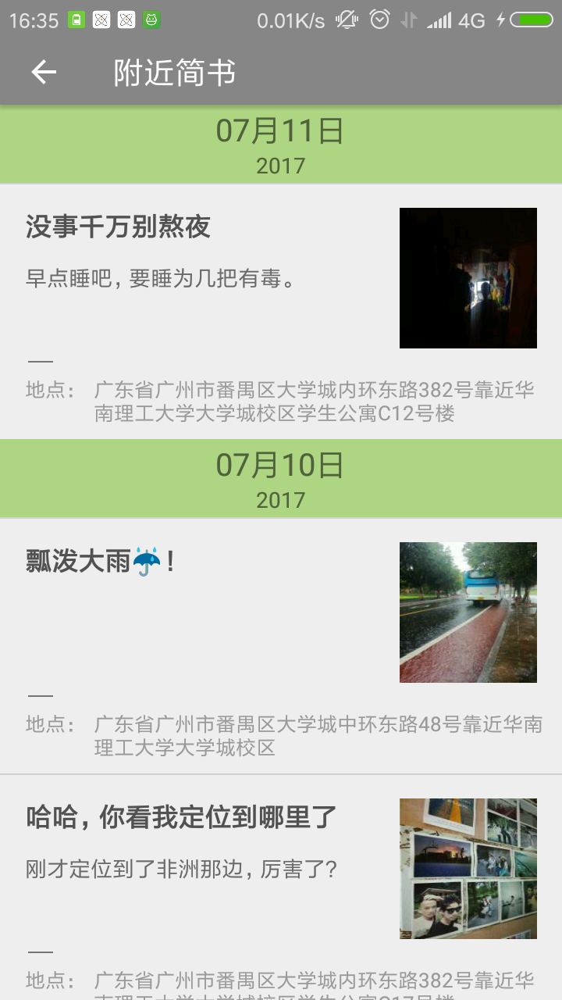 16:35
0.01K/s
4G
附近简书
07月11日
2017
没事千万别熬夜
早点睡吧，要睡为几把有毒。
地点： 广东省广州市番禺区大学城内环东路382号靠近华
南理工大学大学城校区学生公寓C12号楼
07月10日
2017
瓢泼大雨☔！
地点： 广东省广州市番禺区大学城中环东路48号靠近华南
理工大学大学城校区
哈哈，你看我定位到哪里了
刚才定位到了非洲那边，厉害了?
地点： 广东省广州市番禺区大学城内环东路382号靠近华